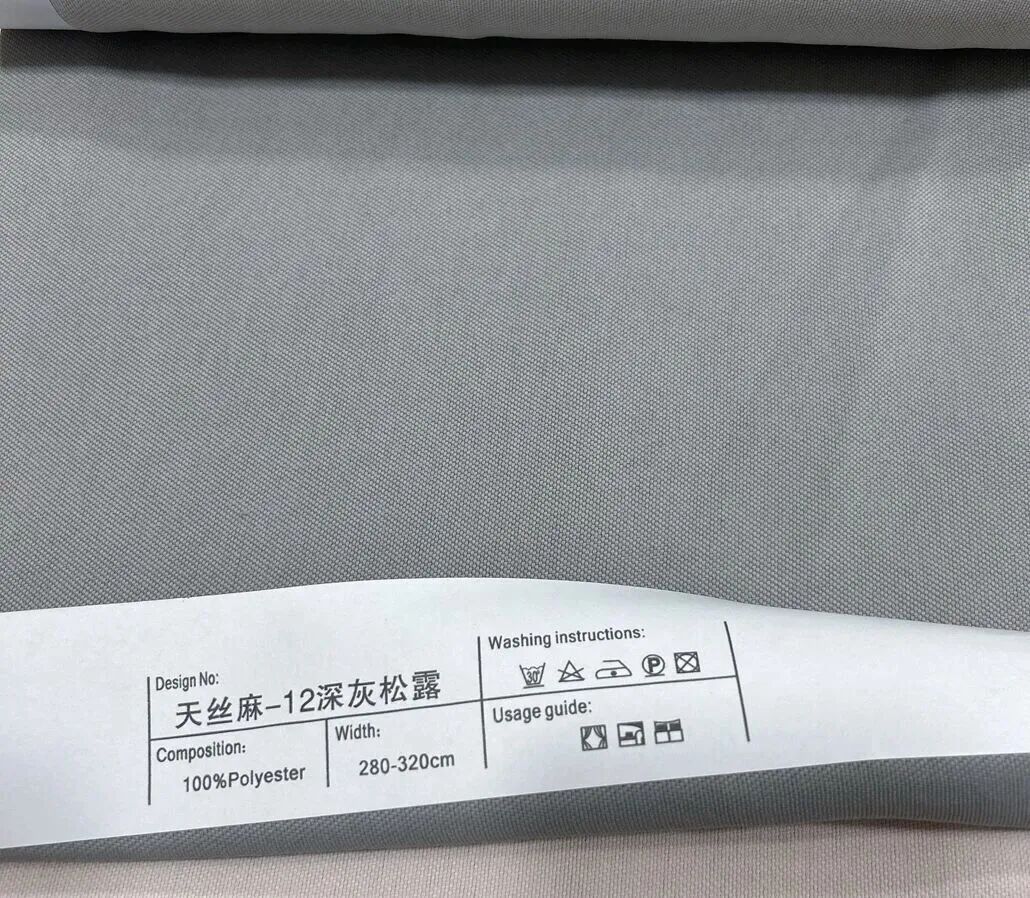 Design No:
天丝麻-12深灰松露
Composition:
100%Polyester
Width:
280-320cm
Washing instructions:
30°
P
Usage guide: